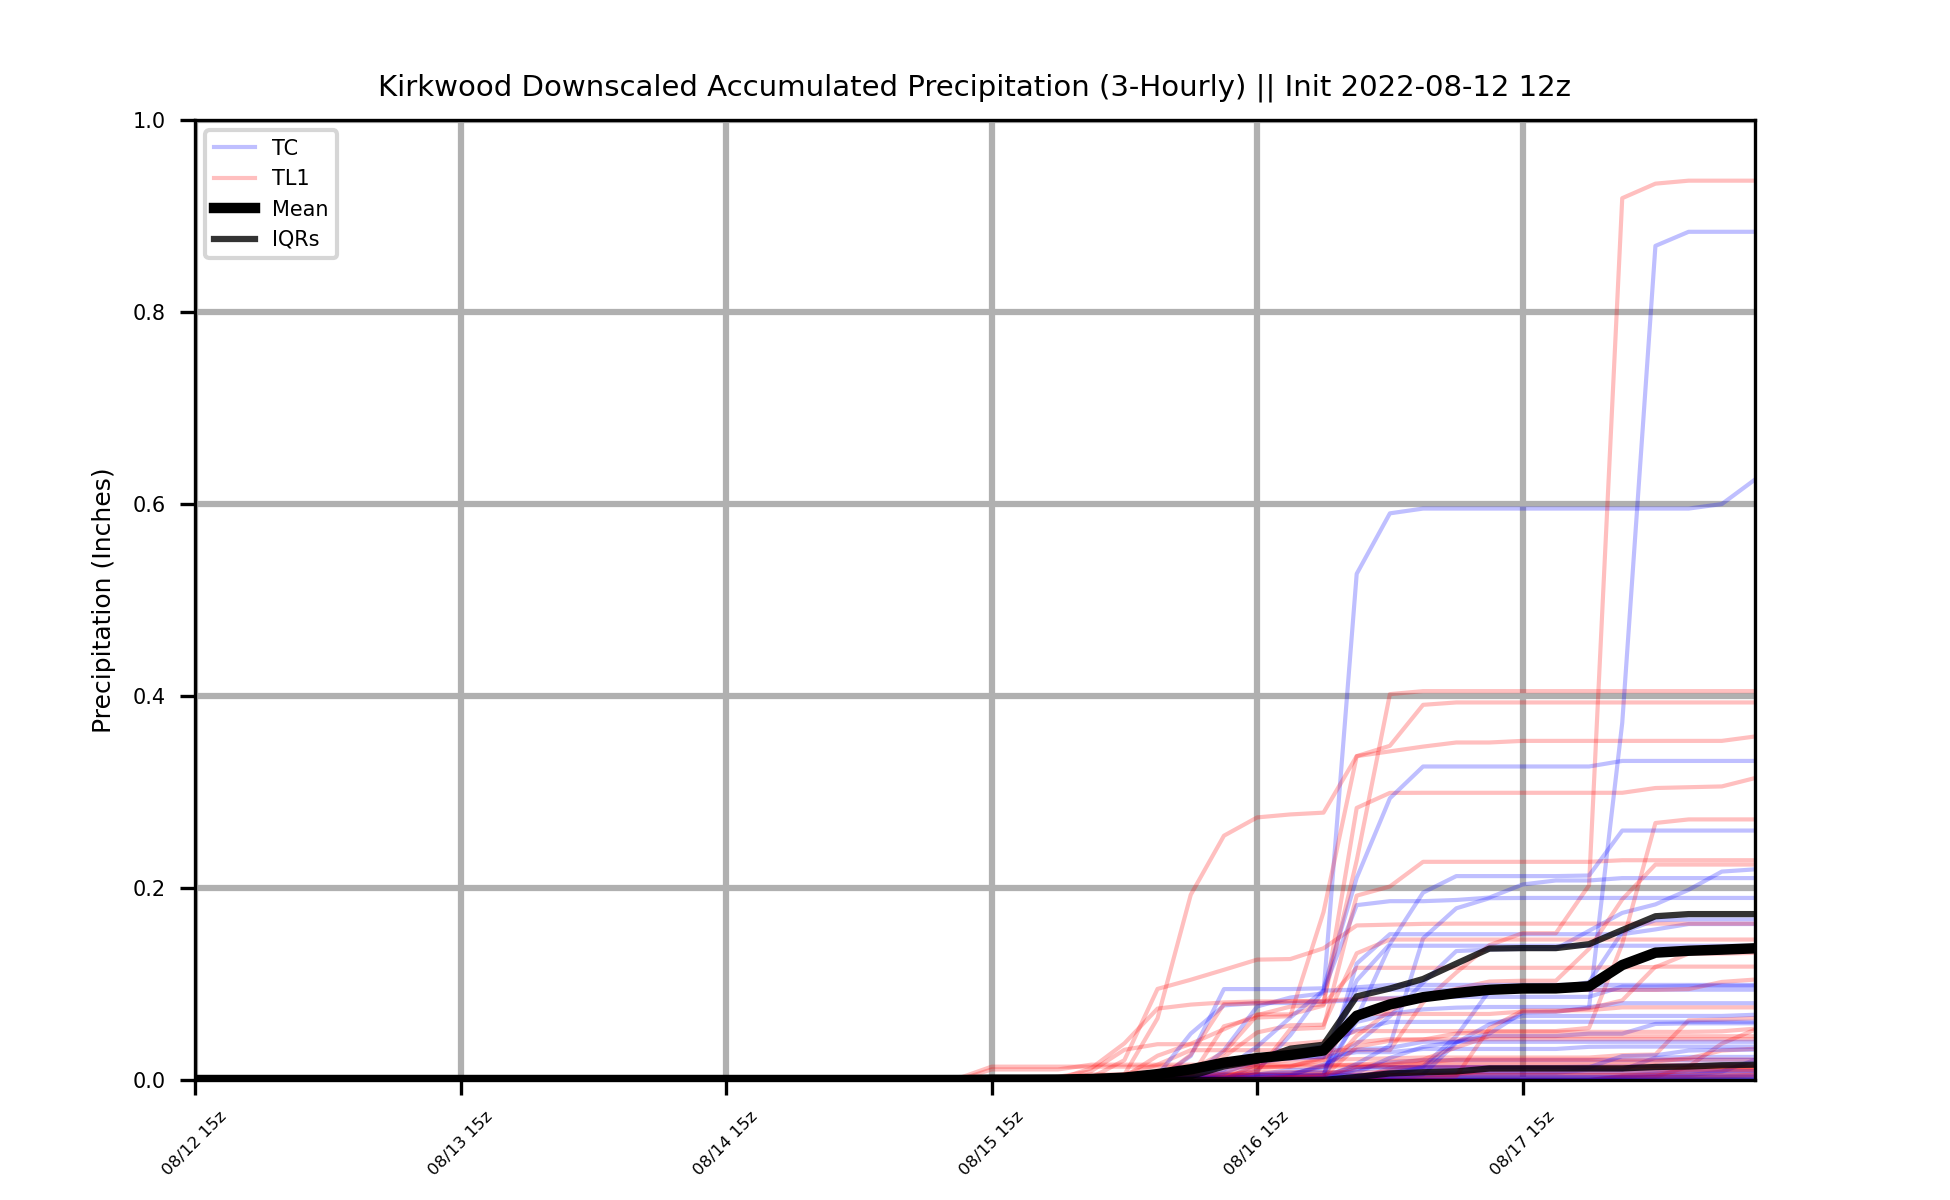 Kirkwood Downscaled Accumulated Precipitation (3-Hourly) || Init 2022-08-12 12z
TC
TL1
Mean
IQRs
Precipitation (Inches)
1.0
0.8
0.6
0.4
0.2
0.0
08/12 15z
08/13 15z
08/14 15z
08/15 15z
08/16 15z
08/17 15z